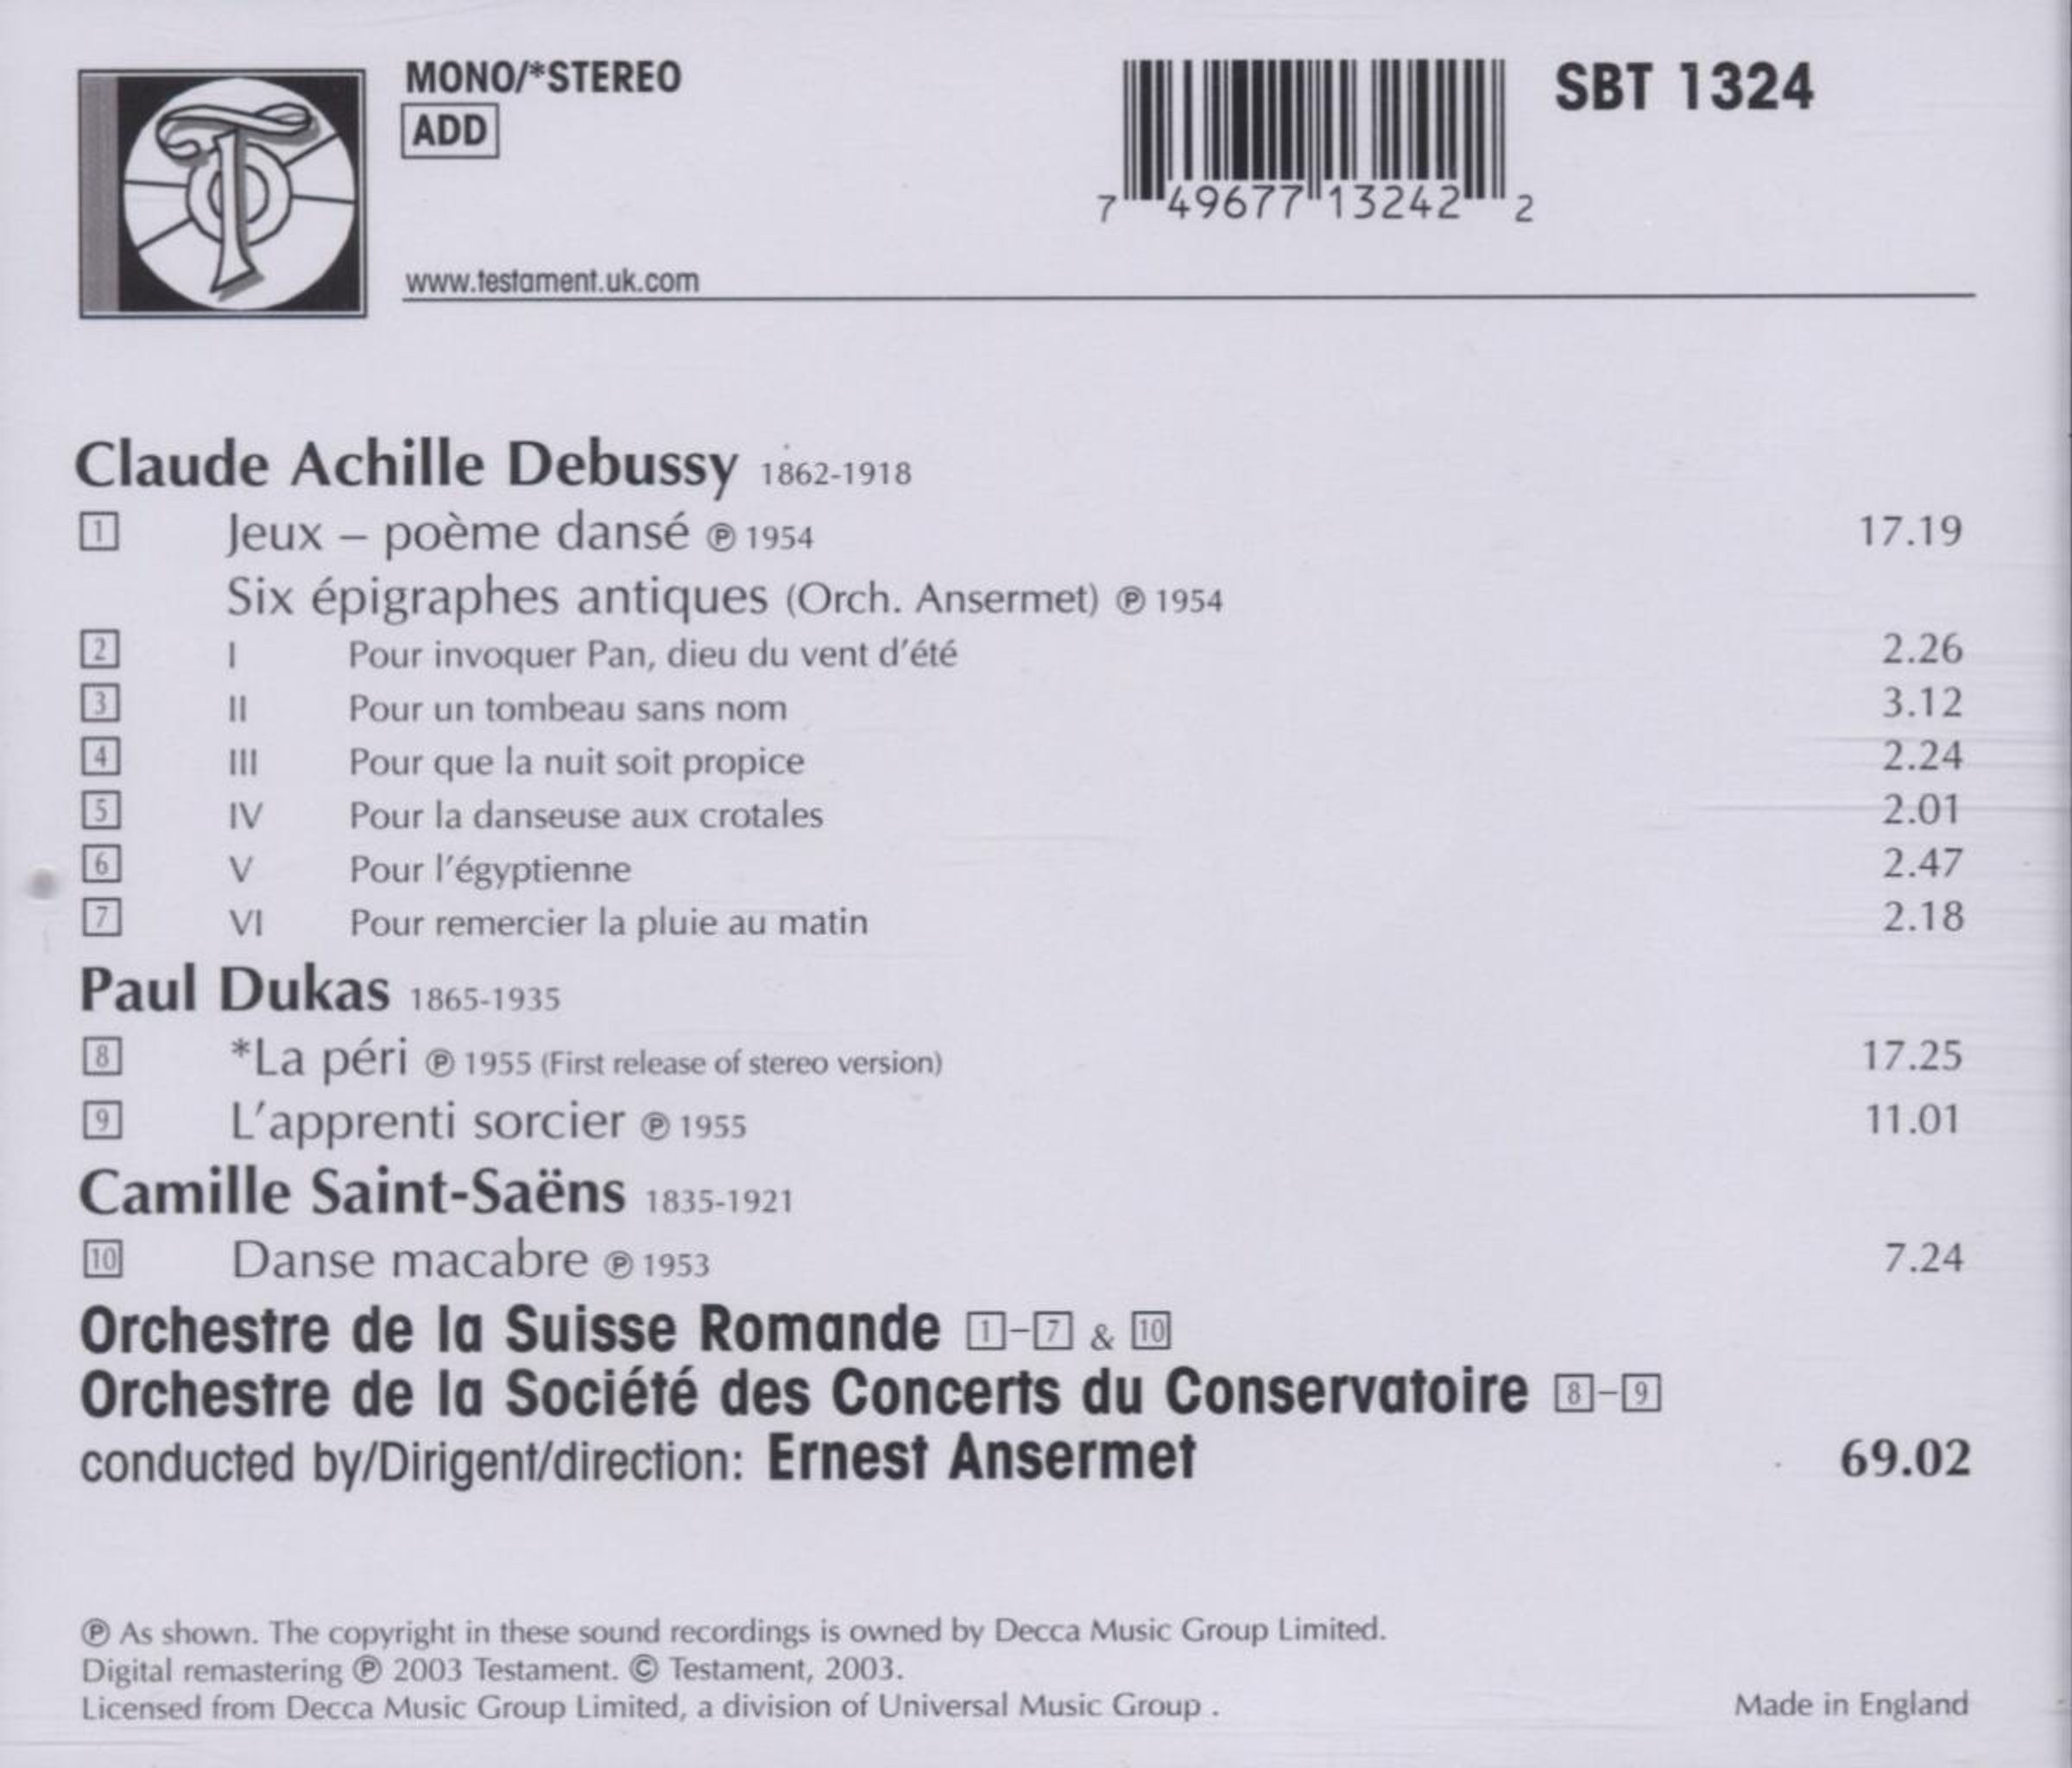 MONO/*STEREO
ADD
SBT 1324
7 49677 13242 2
www.testament.uk.com
Claude Achille Debussy 1862-1918
1 Jeux – poème dansé ℗ 1954 17.19
Six épigraphes antiques (Orch. Ansermet) ℗ 1954
2 I Pour invoquer Pan, dieu du vent d'été 2.26
3 II Pour un tombeau sans nom 3.12
4 III Pour que la nuit soit propice 2.24
5 IV Pour la danseuse aux crotales 2.01
6 V Pour l'égyptienne 2.47
7 VI Pour remercier la pluie au matin 2.18
Paul Dukas 1865-1935
8 *La péri ℗ 1955 (First release of stereo version) 17.25
9 L'apprenti sorcier ℗ 1955 11.01
Camille Saint-Saëns 1835-1921
10 Danse macabre ℗ 1953 7.24
Orchestre de la Suisse Romande 1-7 & 10
Orchestre de la Société des Concerts du Conservatoire 8-9
conducted by/Dirigent/direction: Ernest Ansermet 69.02
℗ As shown. The copyright in these sound recordings is owned by Decca Music Group Limited.
Digital remastering ℗ 2003 Testament. © Testament, 2003.
Licensed from Decca Music Group Limited, a division of Universal Music Group .
Made in England